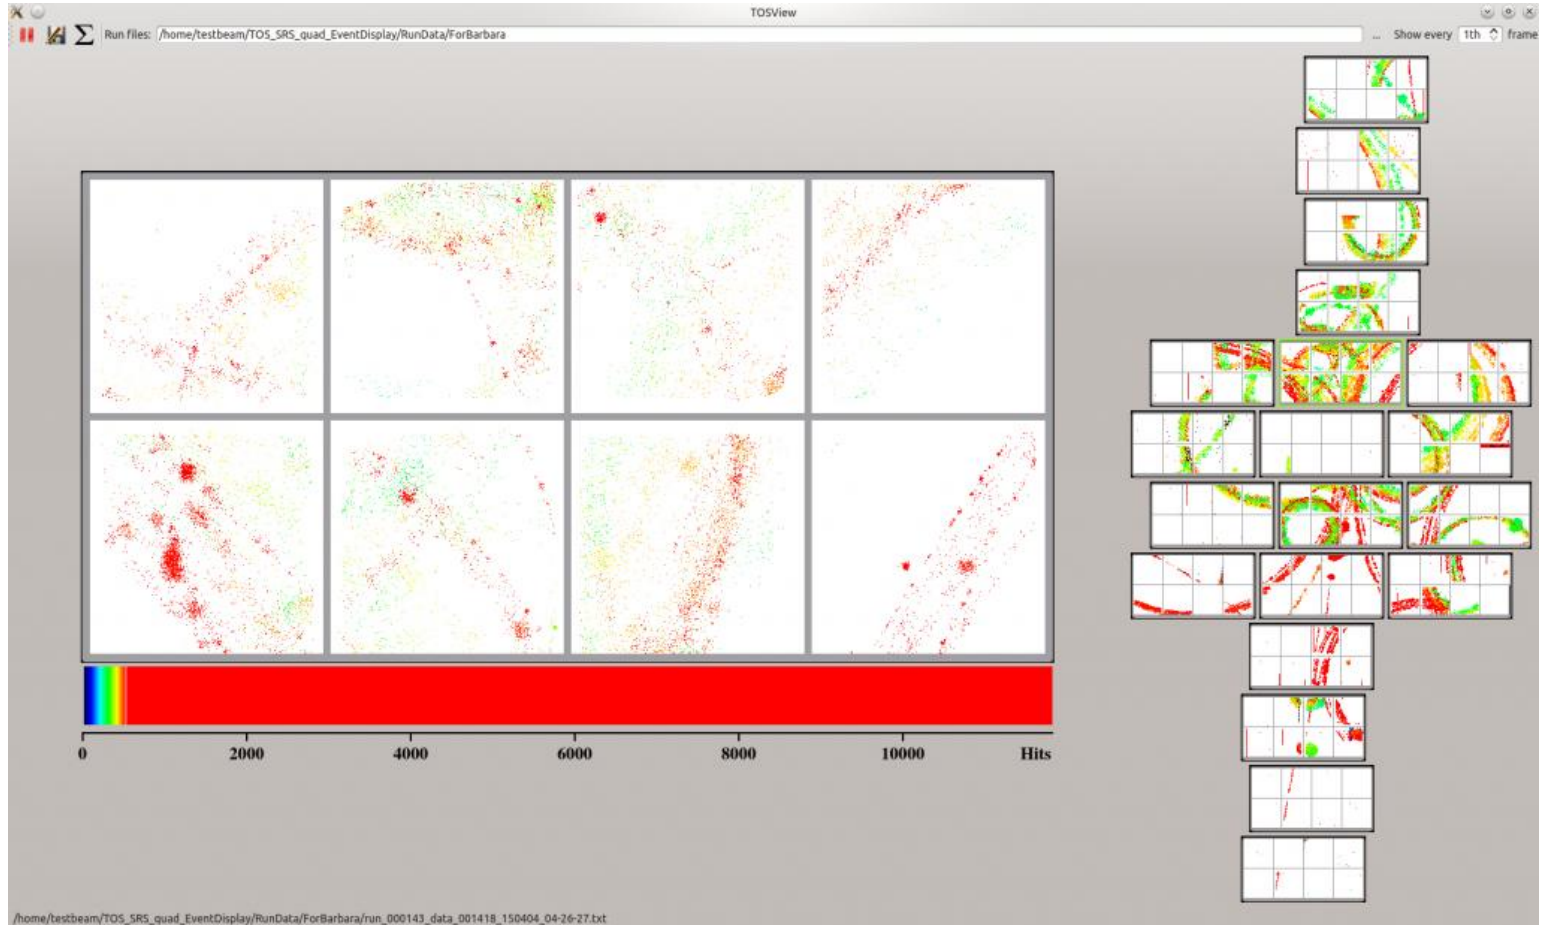 TOSView
Run files: /home/testbeam/TOS_SRS_quad_EventDisplay/RunData/ForBarbara ... Show every 1th frame
0 2000 4000 6000 8000 10000 Hits
/home/testbeam/TOS_SRS_quad_EventDisplay/RunData/ForBarbara/run_000143_data_001418_150404_04-26-27.txt